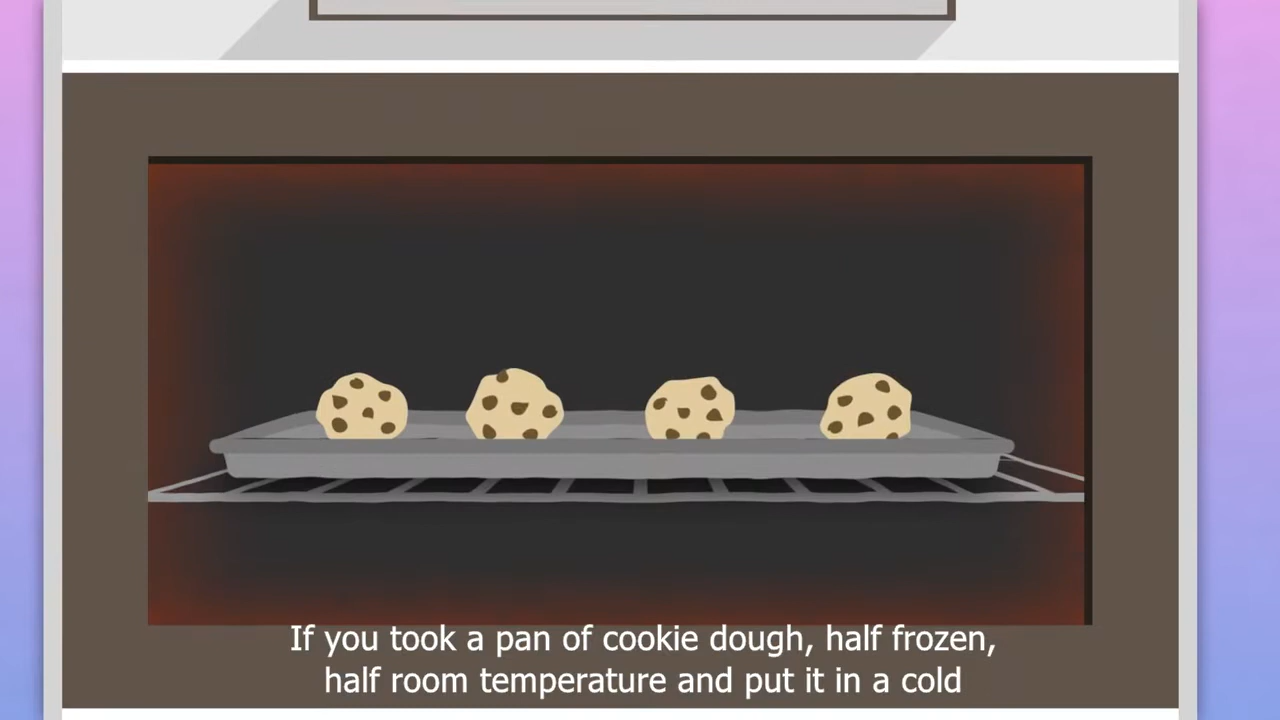 If you took a pan of cookie dough, half frozen,
half room temperature and put it in a cold